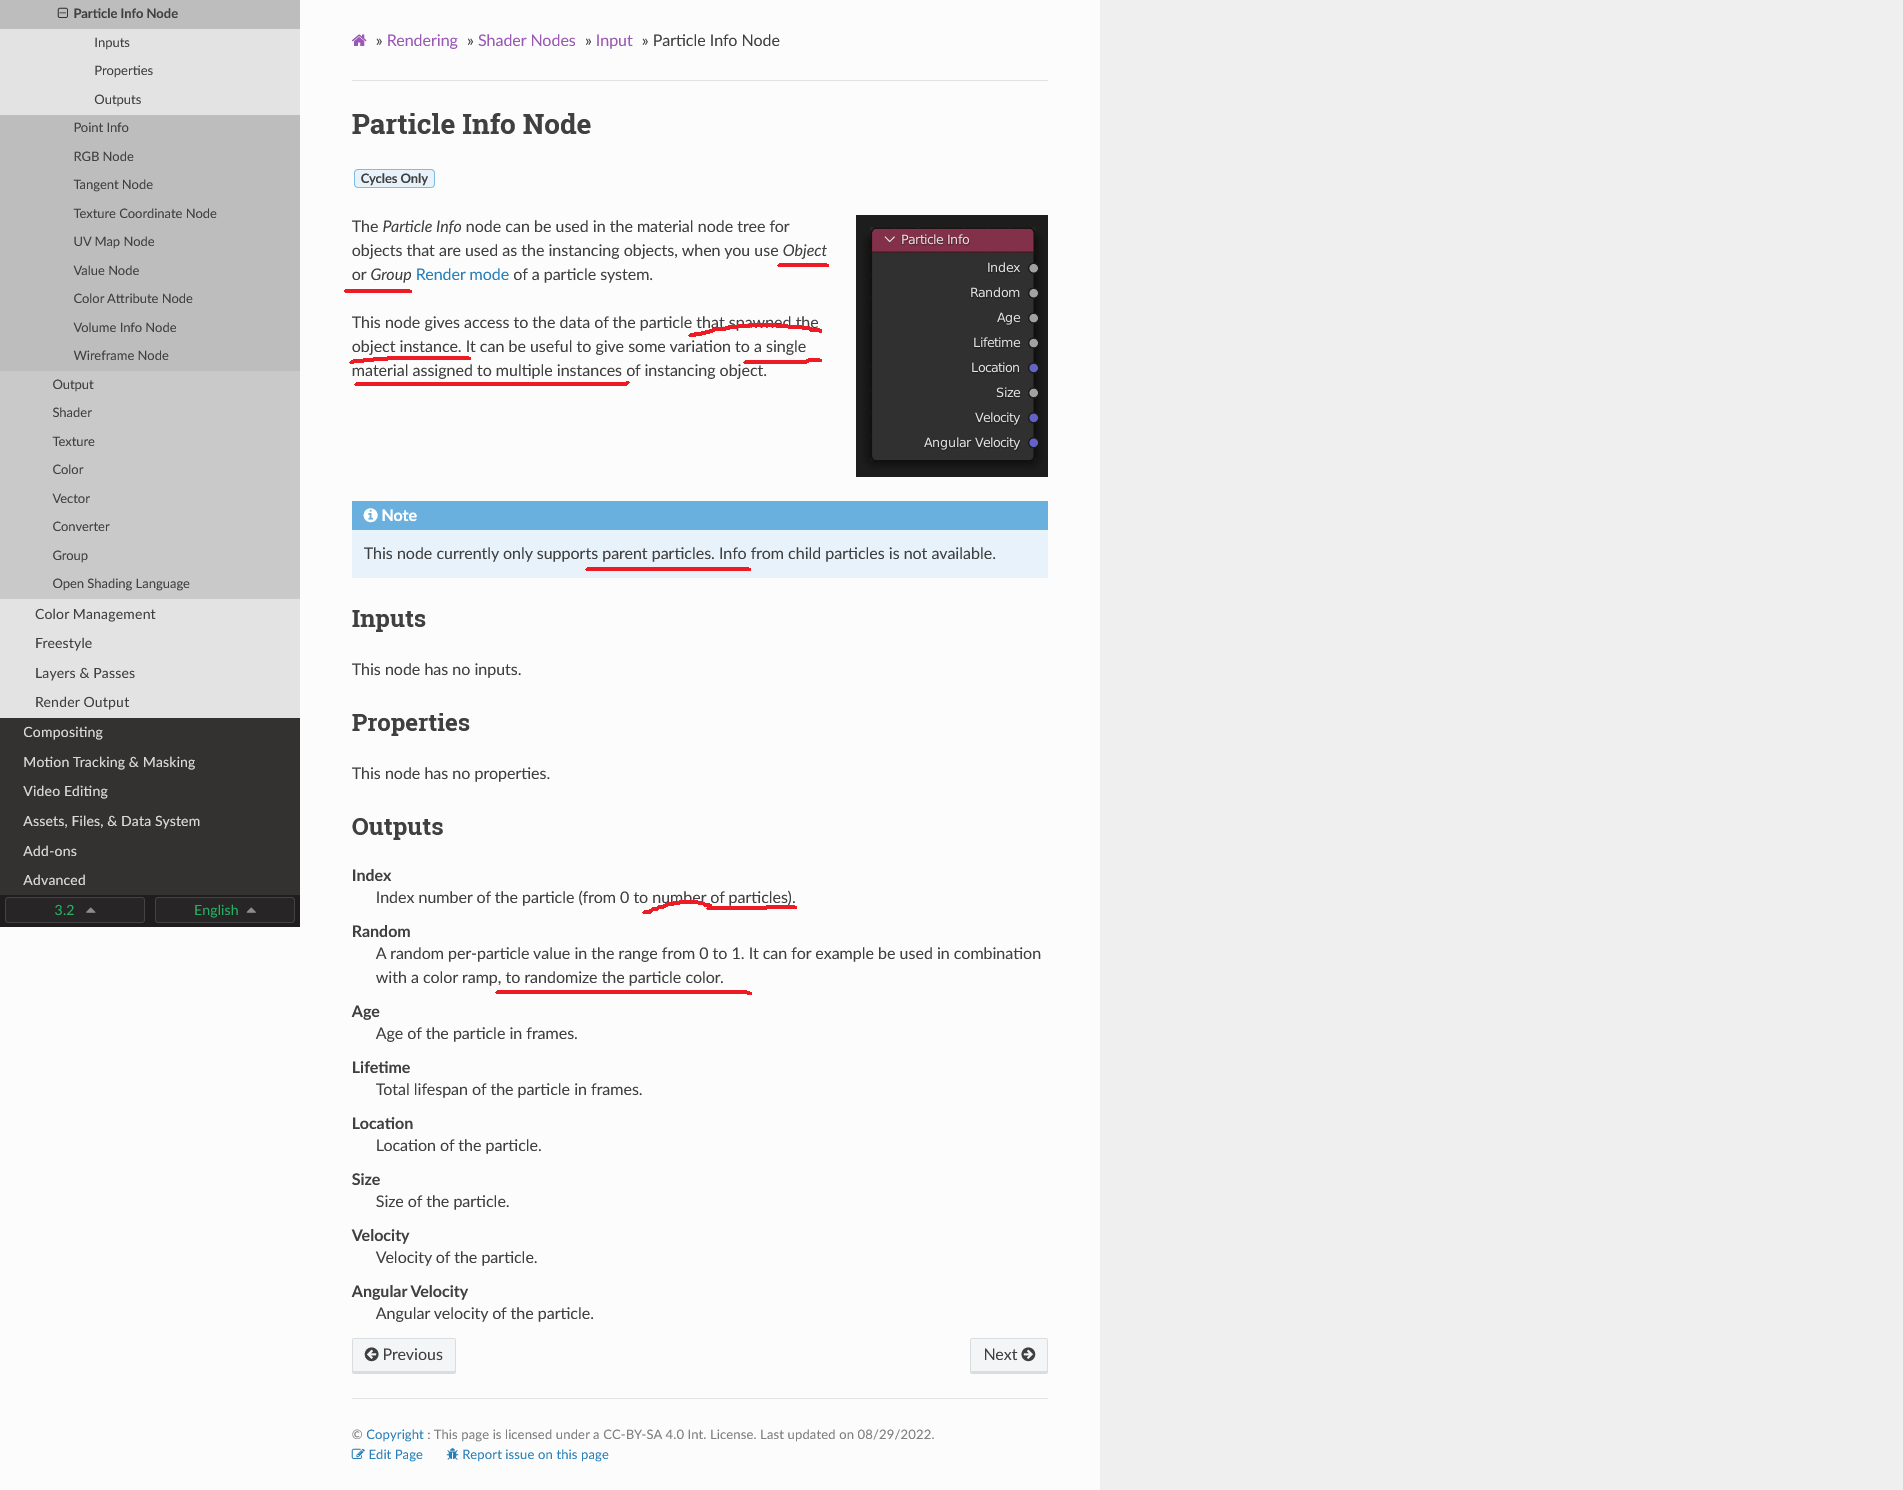 Particle Info Node
Inputs
Properties
Outputs
Point Info
RGB Node
Tangent Node
Texture Coordinate Node
UV Map Node
Value Node
Color Attribute Node
Volume Info Node
Wireframe Node
Output
Shader
Texture
Color
Vector
Converter
Group
Open Shading Language
Color Management
Freestyle
Layers & Passes
Render Output
Compositing
Motion Tracking & Masking
Video Editing
Assets, Files, & Data System
Add-ons
Advanced
3.2 English
» Rendering » Shader Nodes » Input » Particle Info Node
Particle Info Node
Cycles Only
The Particle Info node can be used in the material node tree for
objects that are used as the instancing objects, when you use Object
or Group Render mode of a particle system.
This node gives access to the data of the particle that spawned the
object instance. It can be useful to give some variation to a single
material assigned to multiple instances of instancing object.
Particle Info
Index
Random
Age
Lifetime
Location
Size
Velocity
Angular Velocity
Note
This node currently only supports parent particles. Info from child particles is not available.
Inputs
This node has no inputs.
Properties
This node has no properties.
Outputs
Index
Index number of the particle (from 0 to number of particles).
Random
A random per-particle value in the range from 0 to 1. It can for example be used in combination
with a color ramp, to randomize the particle color.
Age
Age of the particle in frames.
Lifetime
Total lifespan of the particle in frames.
Location
Location of the particle.
Size
Size of the particle.
Velocity
Velocity of the particle.
Angular Velocity
Angular velocity of the particle.
Previous Next
© Copyright : This page is licensed under a CC-BY-SA 4.0 Int. License. Last updated on 08/29/2022.
Edit Page Report issue on this page